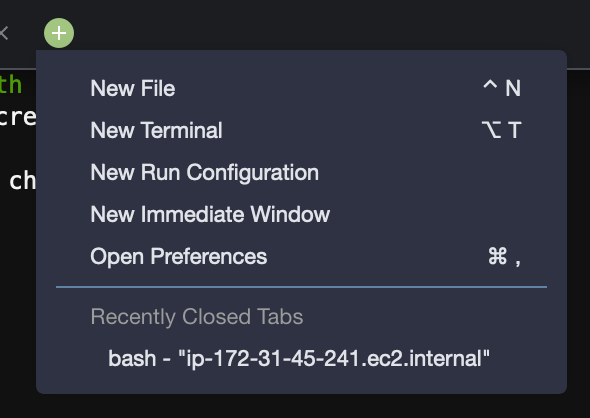 New File ^ N
th
cre
New Terminal ⌥ T
New Run Configuration
ch
New Immediate Window
Open Preferences ⌘ ,
Recently Closed Tabs
bash - "ip-172-31-45-241.ec2.internal"